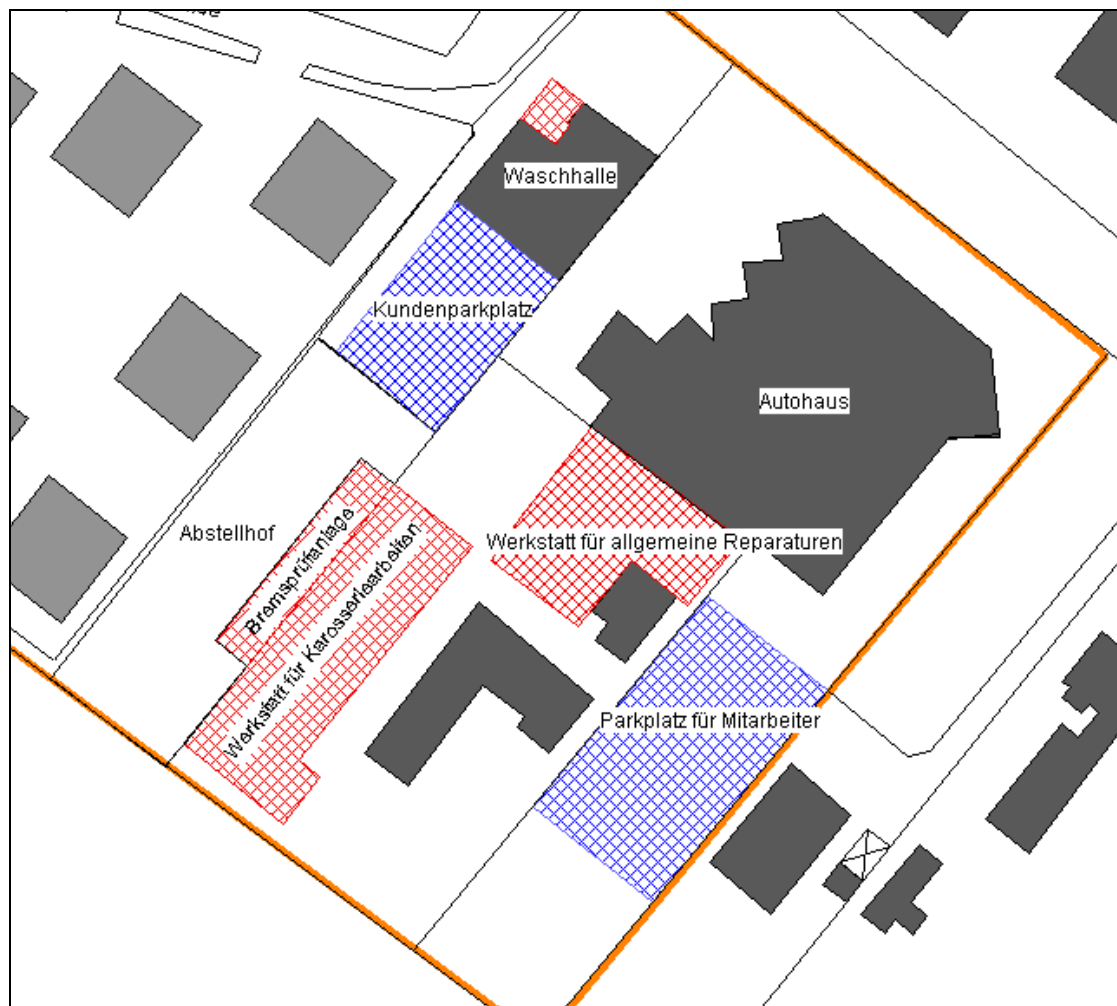 Waschhalle
Kundenparkplatz
Autohaus
Abstellhof
Bremsprüfanlage
Werkstatt für Karosseriearbeiten
Werkstatt für allgemeine Reparaturen
Parkplatz für Mitarbeiter